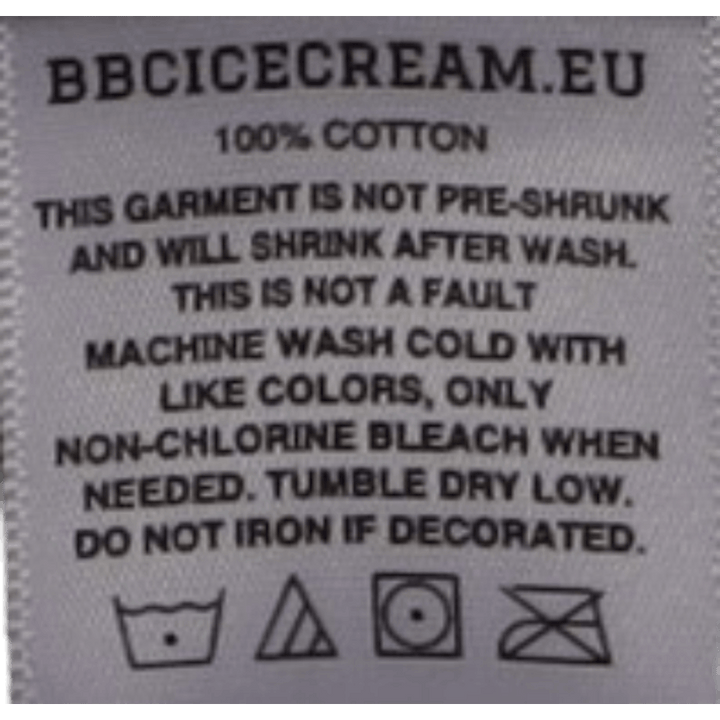 BBCICECREAM.EU
100% COTTON
THIS GARMENT IS NOT PRE-SHRUNK
AND WILL SHRINK AFTER WASH.
THIS IS NOT A FAULT
MACHINE WASH COLD WITH
LIKE COLORS, ONLY
NON-CHLORINE BLEACH WHEN
NEEDED. TUMBLE DRY LOW.
DO NOT IRON IF DECORATED.